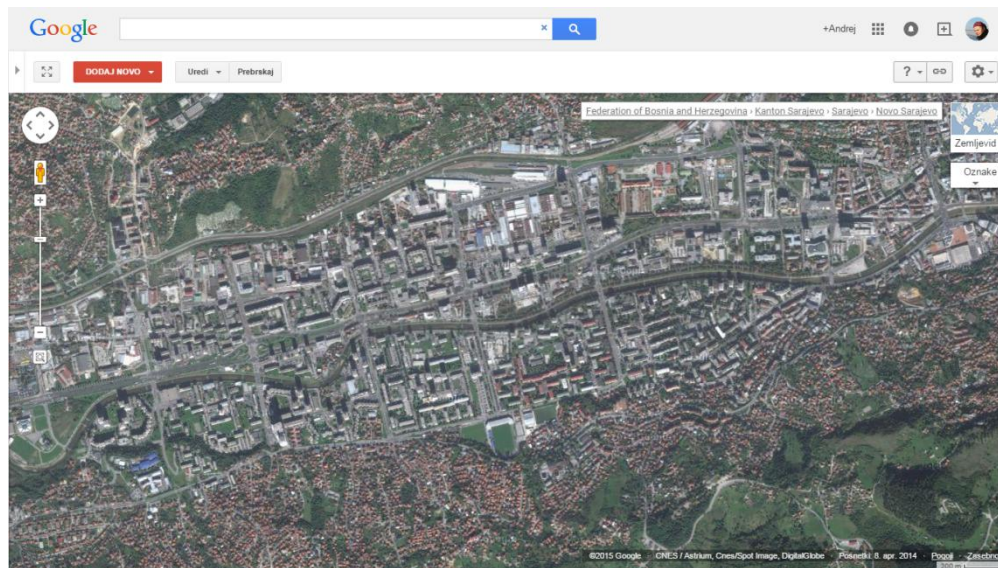 Google
+Andrej
DODAJ NOVO
Uredi
Prebrskaj
?
Federation of Bosnia and Herzegovina › Kanton Sarajevo › Sarajevo › Novo Sarajevo
Zemljevid
Oznake
©2015 Google - CNES / Astrium, Cnes/Spot Image, DigitalGlobe - Posnetki: 8. apr. 2014 - Pogoji - Zasebno
200 m